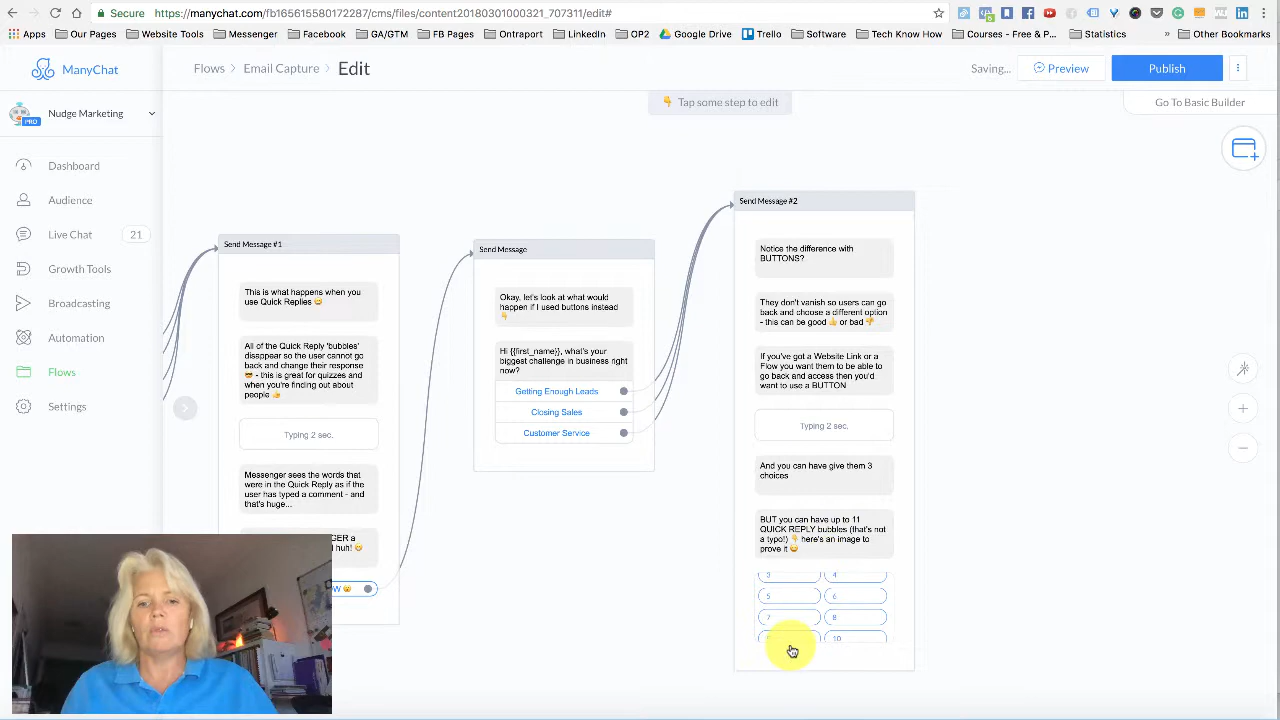 Secure https://manychat.com/fb165615580172287/cms/files/content20180301000321_707311/edit#
Apps Our Pages Website Tools Messenger Facebook GA/GTM FB Pages Ontraport LinkedIn OP2 Google Drive Trello Software Tech Know How Courses - Free & P... Statistics » Other Bookmarks
ManyChat
Flows > Email Capture > Edit
Saving...
Preview
Publish
👇 Tap some step to edit
Go To Basic Builder
Nudge Marketing
PRO
Dashboard
Audience
Live Chat 21
Growth Tools
Broadcasting
Automation
Flows
Settings
Send Message #1
This is what happens when you
use Quick Replies
All of the Quick Reply 'bubbles'
disappear so the user cannot go
back and change their response
- this is great for quizzes and
when you're finding out about
people
Typing 2 sec.
Messenger sees the words that
were in the Quick Reply as if the
user has typed a comment - and
that's huge...
GER a
huh!
W
Send Message
Okay, let's look at what would
happen if I used buttons instead
👇
Hi {{first_name}}, what's your
biggest challenge in business right
now?
Getting Enough Leads
Closing Sales
Customer Service
Send Message #2
Notice the difference with
BUTTONS?
They don't vanish so users can go
back and choose a different option
- this can be good 👍 or bad 👎
If you've got a Website Link or a
Flow you want them to be able to
go back and access then you'd
want to use a BUTTON
Typing 2 sec.
And you can have give them 3
choices
BUT you can have up to 11
QUICK REPLY bubbles (that's not
a typo!) 👇 here's an image to
prove it
3 4
5 6
7 8
10